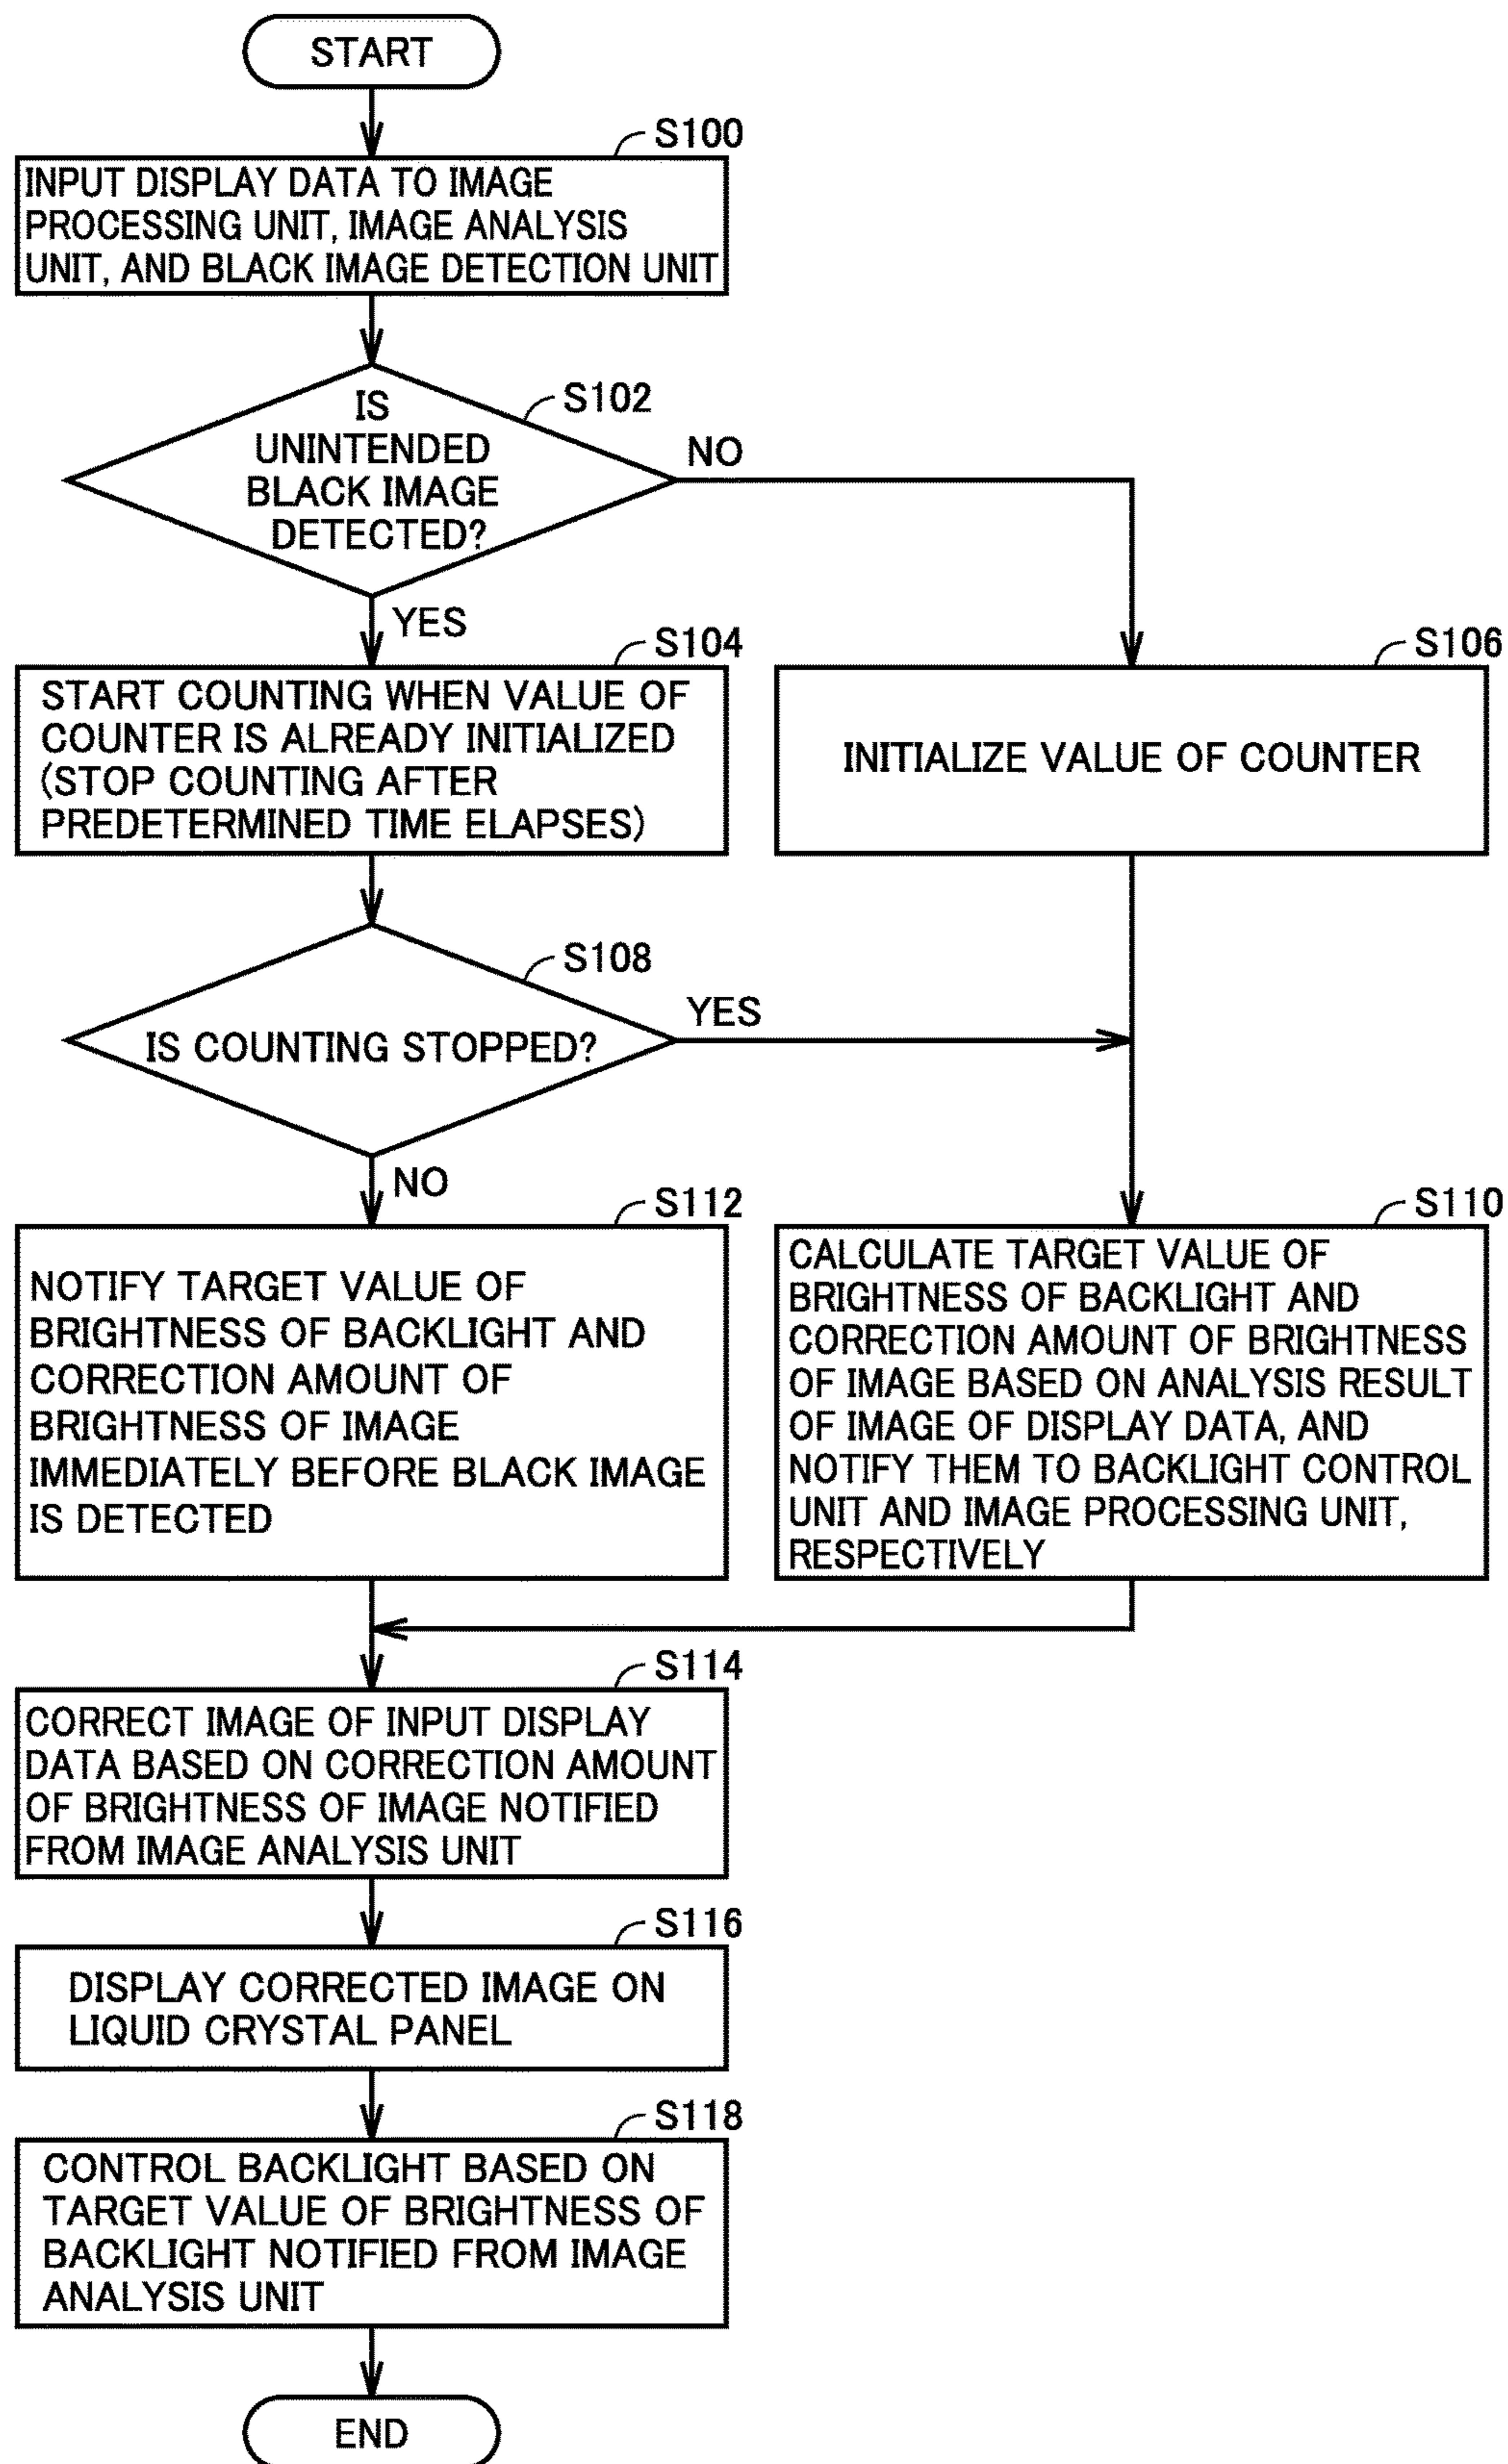 START
S100
INPUT DISPLAY DATA TO IMAGE
PROCESSING UNIT, IMAGE ANALYSIS
UNIT, AND BLACK IMAGE DETECTION UNIT
S102
IS
UNINTENDED
BLACK IMAGE
DETECTED?
NO
YES
S104
START COUNTING WHEN VALUE OF
COUNTER IS ALREADY INITIALIZED
(STOP COUNTING AFTER
PREDETERMINED TIME ELAPSES)
S106
INITIALIZE VALUE OF COUNTER
S108
IS COUNTING STOPPED?
YES
NO
S112
NOTIFY TARGET VALUE OF
BRIGHTNESS OF BACKLIGHT AND
CORRECTION AMOUNT OF
BRIGHTNESS OF IMAGE
IMMEDIATELY BEFORE BLACK IMAGE
IS DETECTED
S110
CALCULATE TARGET VALUE OF
BRIGHTNESS OF BACKLIGHT AND
CORRECTION AMOUNT OF BRIGHTNESS
OF IMAGE BASED ON ANALYSIS RESULT
OF IMAGE OF DISPLAY DATA, AND
NOTIFY THEM TO BACKLIGHT CONTROL
UNIT AND IMAGE PROCESSING UNIT,
RESPECTIVELY
S114
CORRECT IMAGE OF INPUT DISPLAY
DATA BASED ON CORRECTION AMOUNT
OF BRIGHTNESS OF IMAGE NOTIFIED
FROM IMAGE ANALYSIS UNIT
S116
DISPLAY CORRECTED IMAGE ON
LIQUID CRYSTAL PANEL
S118
CONTROL BACKLIGHT BASED ON
TARGET VALUE OF BRIGHTNESS OF
BACKLIGHT NOTIFIED FROM IMAGE
ANALYSIS UNIT
END